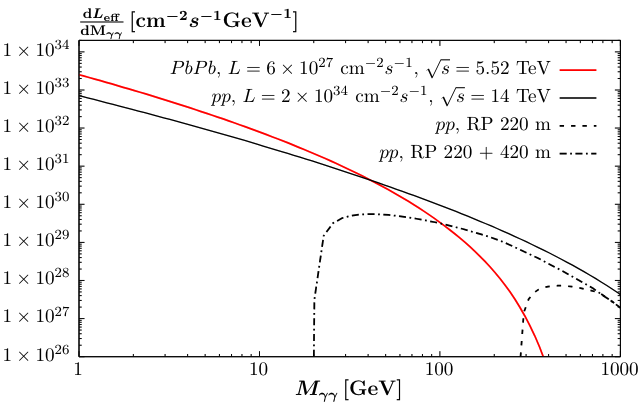 dL_eff/dM_γγ [cm⁻²s⁻¹GeV⁻¹]
1 × 10³⁴
1 × 10³³
1 × 10³²
1 × 10³¹
1 × 10³⁰
1 × 10²⁹
1 × 10²⁸
1 × 10²⁷
1 × 10²⁶
PbPb, L = 6 × 10²⁷ cm⁻²s⁻¹, √s = 5.52 TeV
pp, L = 2 × 10³⁴ cm⁻²s⁻¹, √s = 14 TeV
pp, RP 220 m
pp, RP 220 + 420 m
1 10 100 1000
M_γγ [GeV]